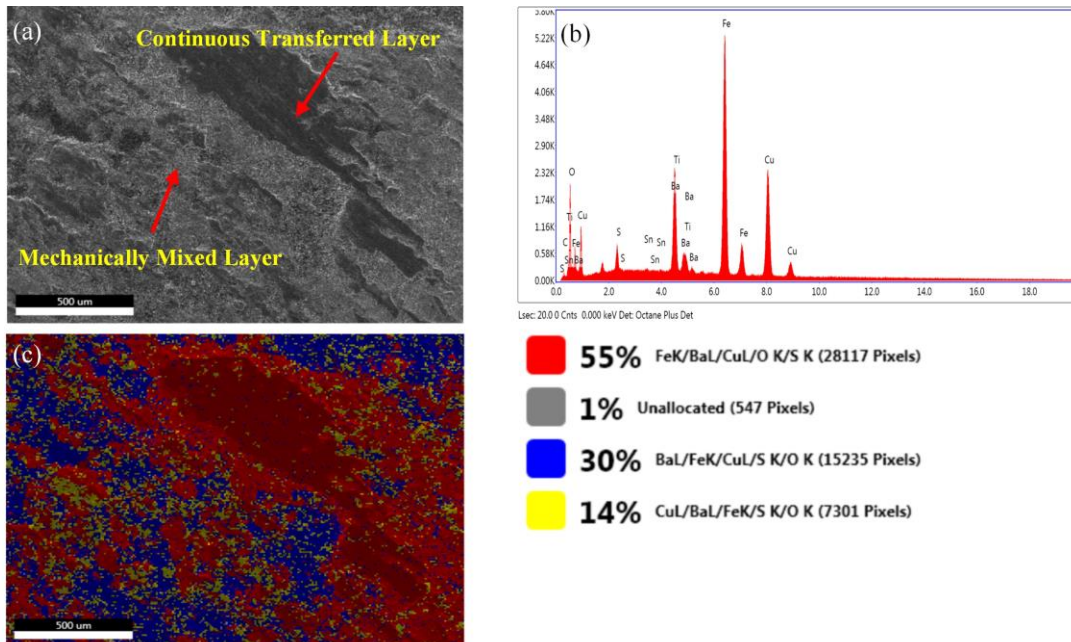 (a)
Continuous Transferred Layer
Mechanically Mixed Layer
500 um
(b)
3.80K
5.22K
4.64K
4.06K
3.48K
2.90K
2.32K
1.74K
1.16K
0.58K
0.00K
Fe
Ti
Cu
O
Ba
Ba
Ti
Cu
Ti
C
Fe
S
Sn
Sn
Ba
Fe
Sn
Ba
S
Sn
Ba
Cu
S
0.0 2.0 4.0 6.0 8.0 10.0 12.0 14.0 16.0 18.0
Lsec: 20.0 0 Cnts 0.000 keV Det: Octane Plus Det
(c)
500 um
55% FeK/BaL/CuL/O K/S K (28117 Pixels)
1% Unallocated (547 Pixels)
30% BaL/FeK/CuL/S K/O K (15235 Pixels)
14% CuL/BaL/FeK/S K/O K (7301 Pixels)